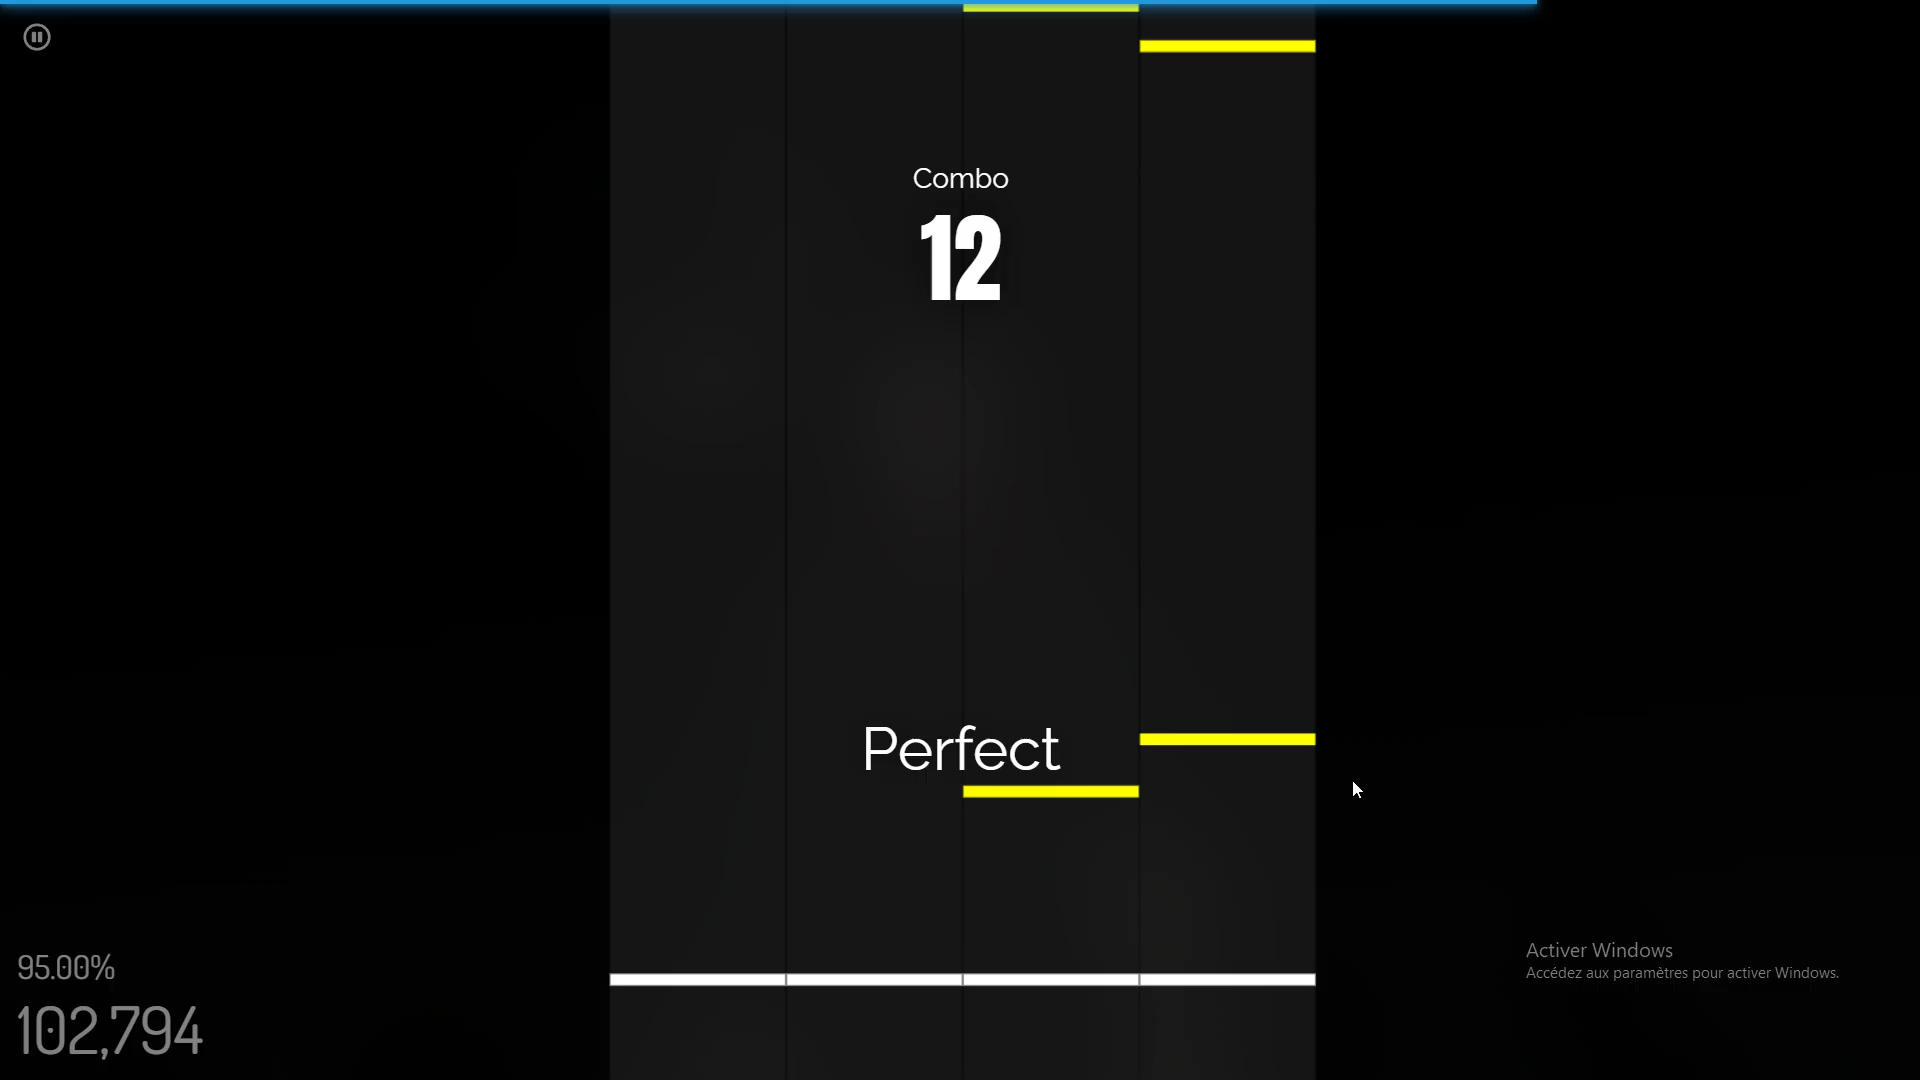 Combo
12
Perfect
95.00%
102,794
Activer Windows
Accédez aux paramètres pour activer Windows.